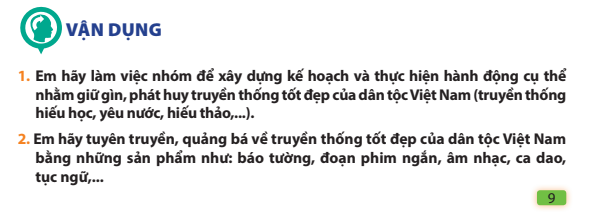 VẬN DỤNG
1. Em hãy làm việc nhóm để xây dựng kế hoạch và thực hiện hành động cụ thể
nhằm giữ gìn, phát huy truyền thống tốt đẹp của dân tộc Việt Nam (truyền thống
hiếu học, yêu nước, hiếu thảo,...).
2. Em hãy tuyên truyền, quảng bá về truyền thống tốt đẹp của dân tộc Việt Nam
bằng những sản phẩm như: báo tường, đoạn phim ngắn, âm nhạc, ca dao,
tục ngữ,...
9